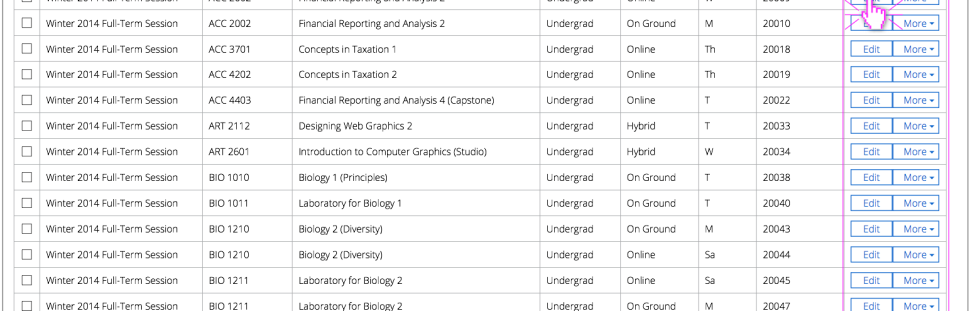 Winter 2014 Full-Term Session ACC 2002 Financial Reporting and Analysis 2 Undergrad On Ground M 20010 More
Winter 2014 Full-Term Session ACC 3701 Concepts in Taxation 1 Undergrad Online Th 20018 Edit More
Winter 2014 Full-Term Session ACC 4202 Concepts in Taxation 2 Undergrad Online Th 20019 Edit More
Winter 2014 Full-Term Session ACC 4403 Financial Reporting and Analysis 4 (Capstone) Undergrad Online T 20022 Edit More
Winter 2014 Full-Term Session ART 2112 Designing Web Graphics 2 Undergrad Hybrid T 20033 Edit More
Winter 2014 Full-Term Session ART 2601 Introduction to Computer Graphics (Studio) Undergrad Hybrid W 20034 Edit More
Winter 2014 Full-Term Session BIO 1010 Biology 1 (Principles) Undergrad On Ground T 20038 Edit More
Winter 2014 Full-Term Session BIO 1011 Laboratory for Biology 1 Undergrad On Ground T 20040 Edit More
Winter 2014 Full-Term Session BIO 1210 Biology 2 (Diversity) Undergrad On Ground M 20043 Edit More
Winter 2014 Full-Term Session BIO 1210 Biology 2 (Diversity) Undergrad Online Sa 20044 Edit More
Winter 2014 Full-Term Session BIO 1211 Laboratory for Biology 2 Undergrad Online Sa 20045 Edit More
Winter 2014 Full-Term Session BIO 1211 Laboratory for Biology 2 Undergrad On Ground M 20047 Edit More